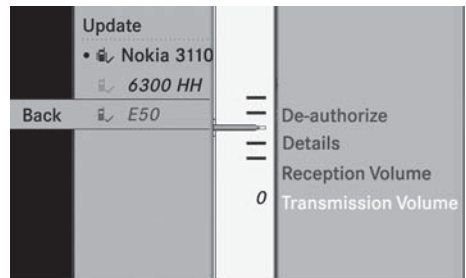 Update
• Nokia 3110
6300 HH
Back E50
De-authorize
Details
Reception Volume
0 Transmission Volume